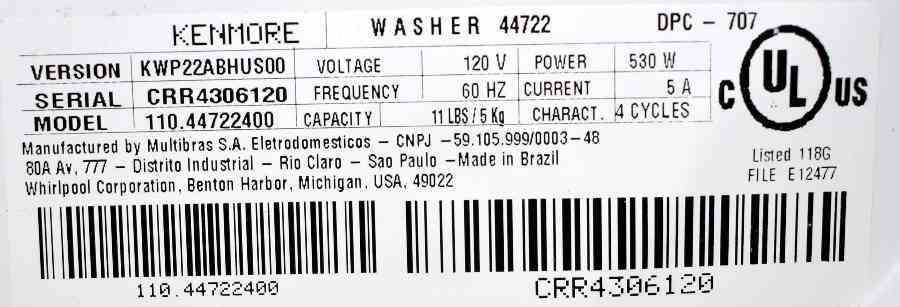 KENMORE WASHER 44722 DPC - 707
VERSION KWP22ABHUS00 VOLTAGE 120 V POWER 530 W
SERIAL CRR4306120 FREQUENCY 60 HZ CURRENT 5 A
MODEL 110.44722400 CAPACITY 11 LBS/5 Kg CHARACT. 4 CYCLES
C UL US
Manufactured by Multibras S.A. Eletrodomesticos - CNPJ -59.105.999/0003-48
80A Av, 777 - Distrito Industrial - Rio Claro - Sao Paulo -Made in Brazil
Whirlpool Corporation, Benton Harbor, Michigan, USA, 49022
Listed 118G
FILE E12477
110.44722400
CRR4306120